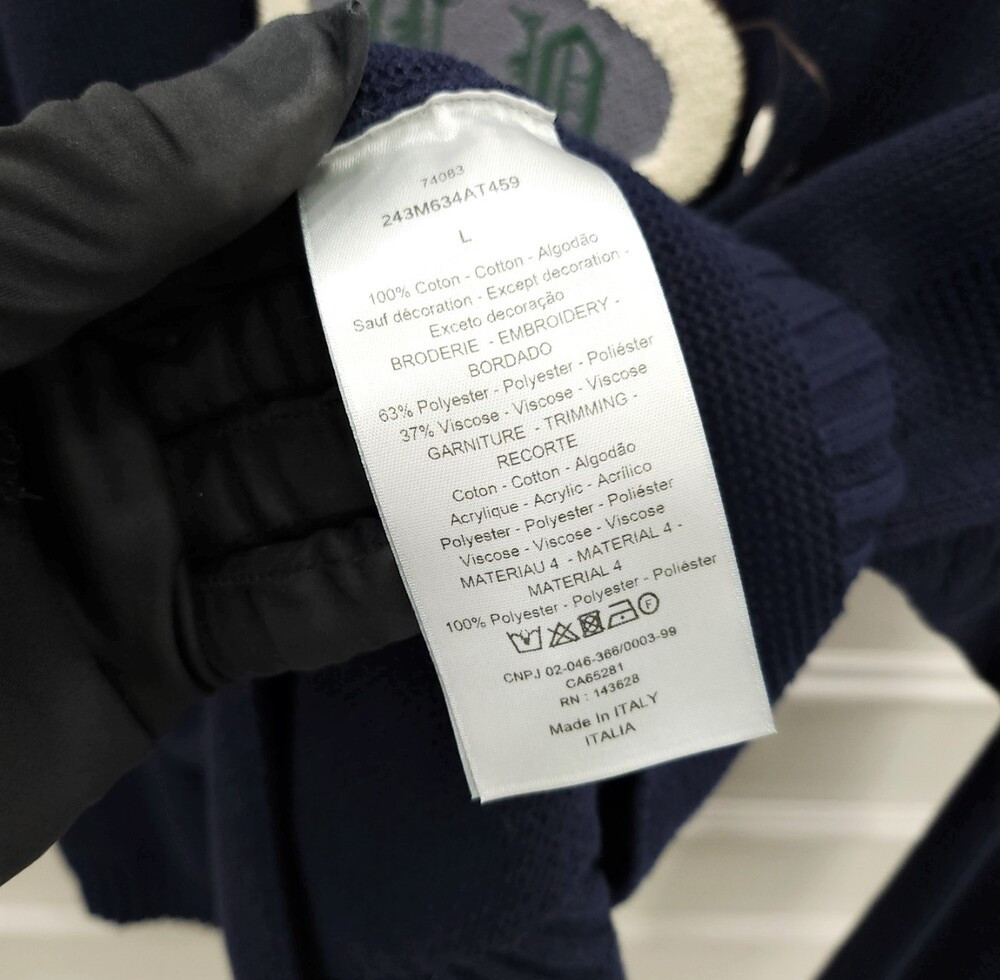 74083
243M634AT459
L
100% Coton - Cotton - Algodão
Sauf décoration - Except decoration -
Exceto decoração
BRODERIE - EMBROIDERY -
BORDADO
63% Polyester - Polyester - Poliéster
37% Viscose - Viscose - Viscose
GARNITURE - TRIMMING -
RECORTE
Coton - Cotton - Algodão
Acrylique - Acrylic - Acrílico
Polyester - Polyester - Poliéster
Viscose - Viscose - Viscose
MATERIAU 4 - MATERIAL 4 -
MATERIAL 4
100% Polyester - Polyester - Poliéster
F
CNPJ 02-046-366/0003-99
CA65281
RN : 143628
Made In ITALY
ITALIA